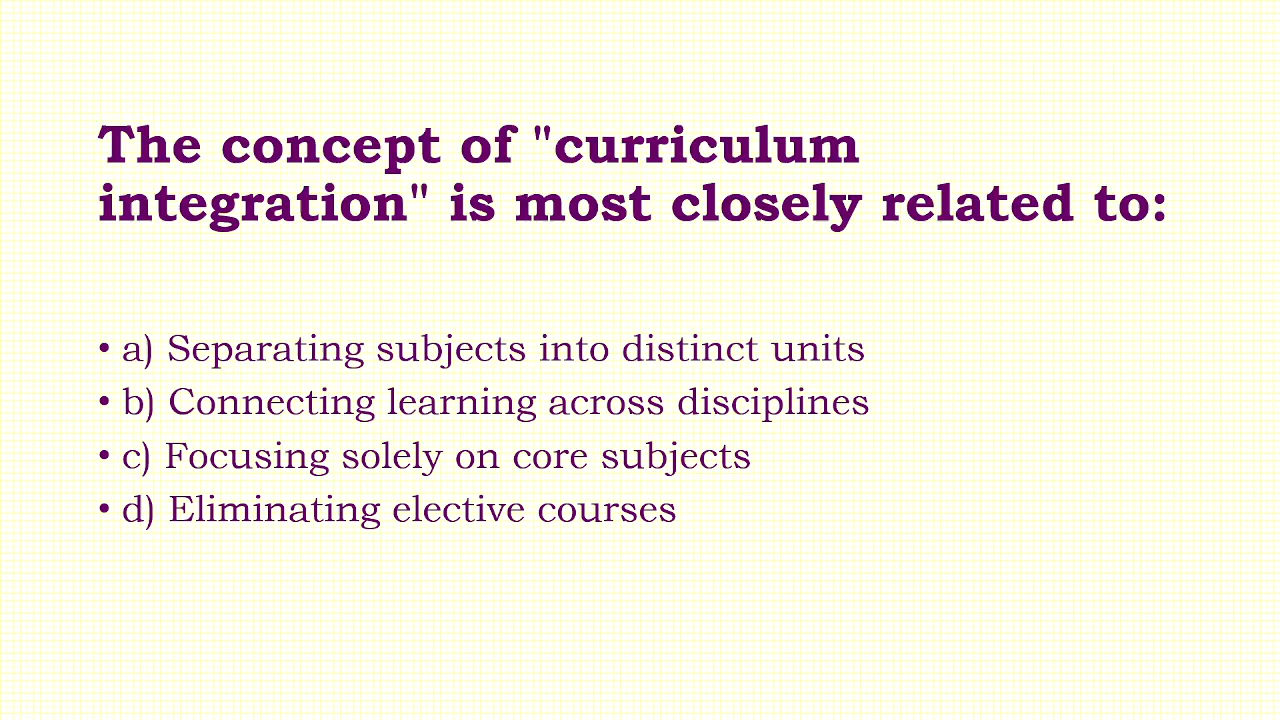 The concept of "curriculum
integration" is most closely related to:
• a) Separating subjects into distinct units
• b) Connecting learning across disciplines
• c) Focusing solely on core subjects
• d) Eliminating elective courses